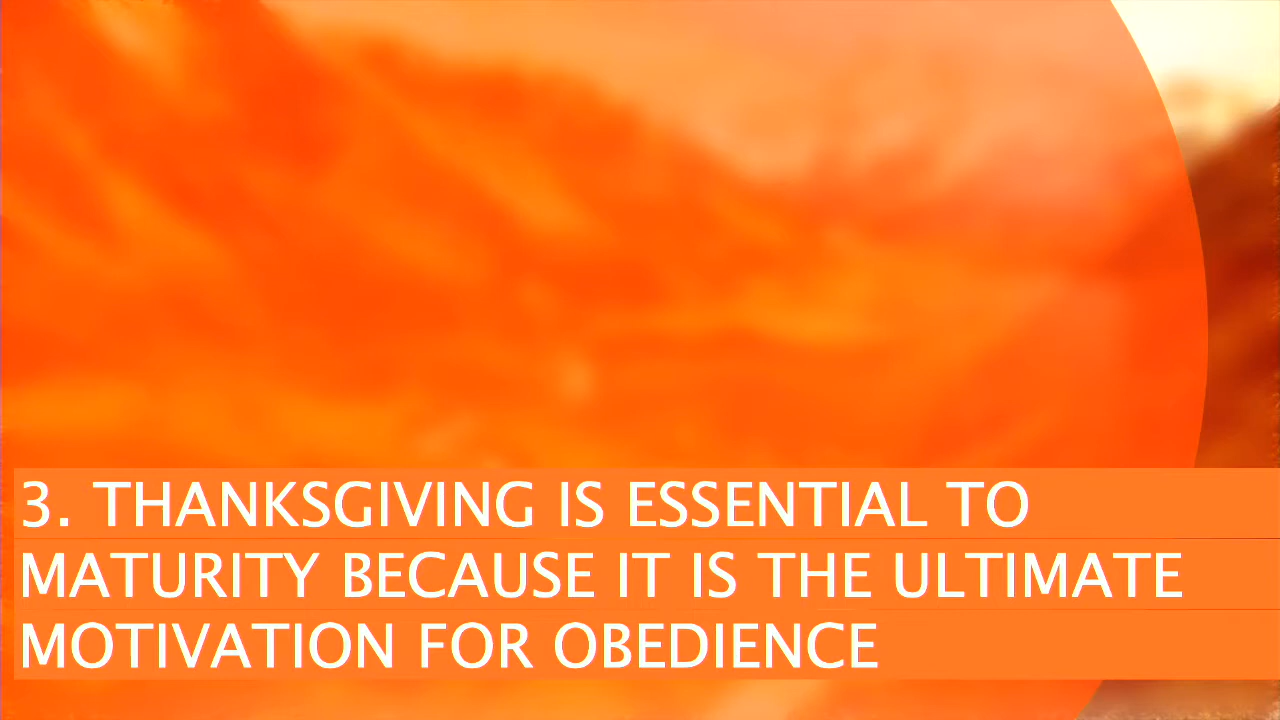 3. THANKSGIVING IS ESSENTIAL TO
MATURITY BECAUSE IT IS THE ULTIMATE
MOTIVATION FOR OBEDIENCE